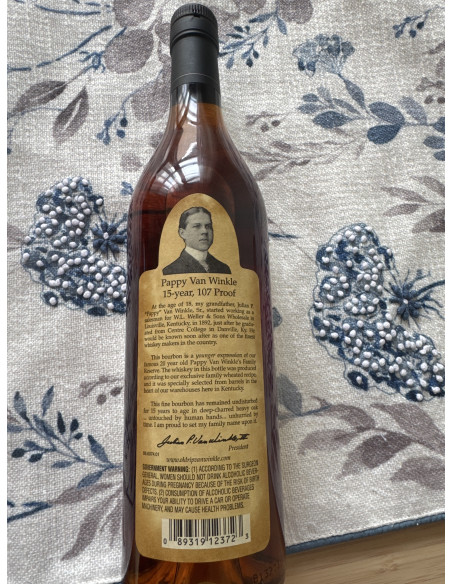 Pappy Van Winkle
15-year, 107 Proof
At the age of 18, my grandfather, Julian P.
"Pappy" Van Winkle, Sr., started working as a
salesman for W.L. Weller & Sons Wholesale in
Louisville, Kentucky, in 1892, just after he gradu-
ated from Centre College in Danville, Ky. He
would be known soon after as one of the finest
whiskey makers in the country.
This bourbon is a younger expression of our
famous 20 year old Pappy Van Winkle's Family
Reserve. The whiskey in this bottle was produced
according to our exclusive family wheated recipe,
and it was specially selected from barrels in the
heart of our warehouses here in Kentucky.
This fine bourbon has remained undisturbed
for 15 years to age in deep-charred heavy oak
... untouched by human hands... unhurried by
time. I am proud to set my family name upon it.
Julian P. Van Winkle III
President
www.oldripvanwinkle.com
GOVERNMENT WARNING: (1) ACCORDING TO THE SURGEON
GENERAL, WOMEN SHOULD NOT DRINK ALCOHOLIC BEVER-
AGES DURING PREGNANCY BECAUSE OF THE RISK OF BIRTH
DEFECTS. (2) CONSUMPTION OF ALCOHOLIC BEVERAGES
IMPAIRS YOUR ABILITY TO DRIVE A CAR OR OPERATE
MACHINERY, AND MAY CAUSE HEALTH PROBLEMS.
0 89319 12372 3